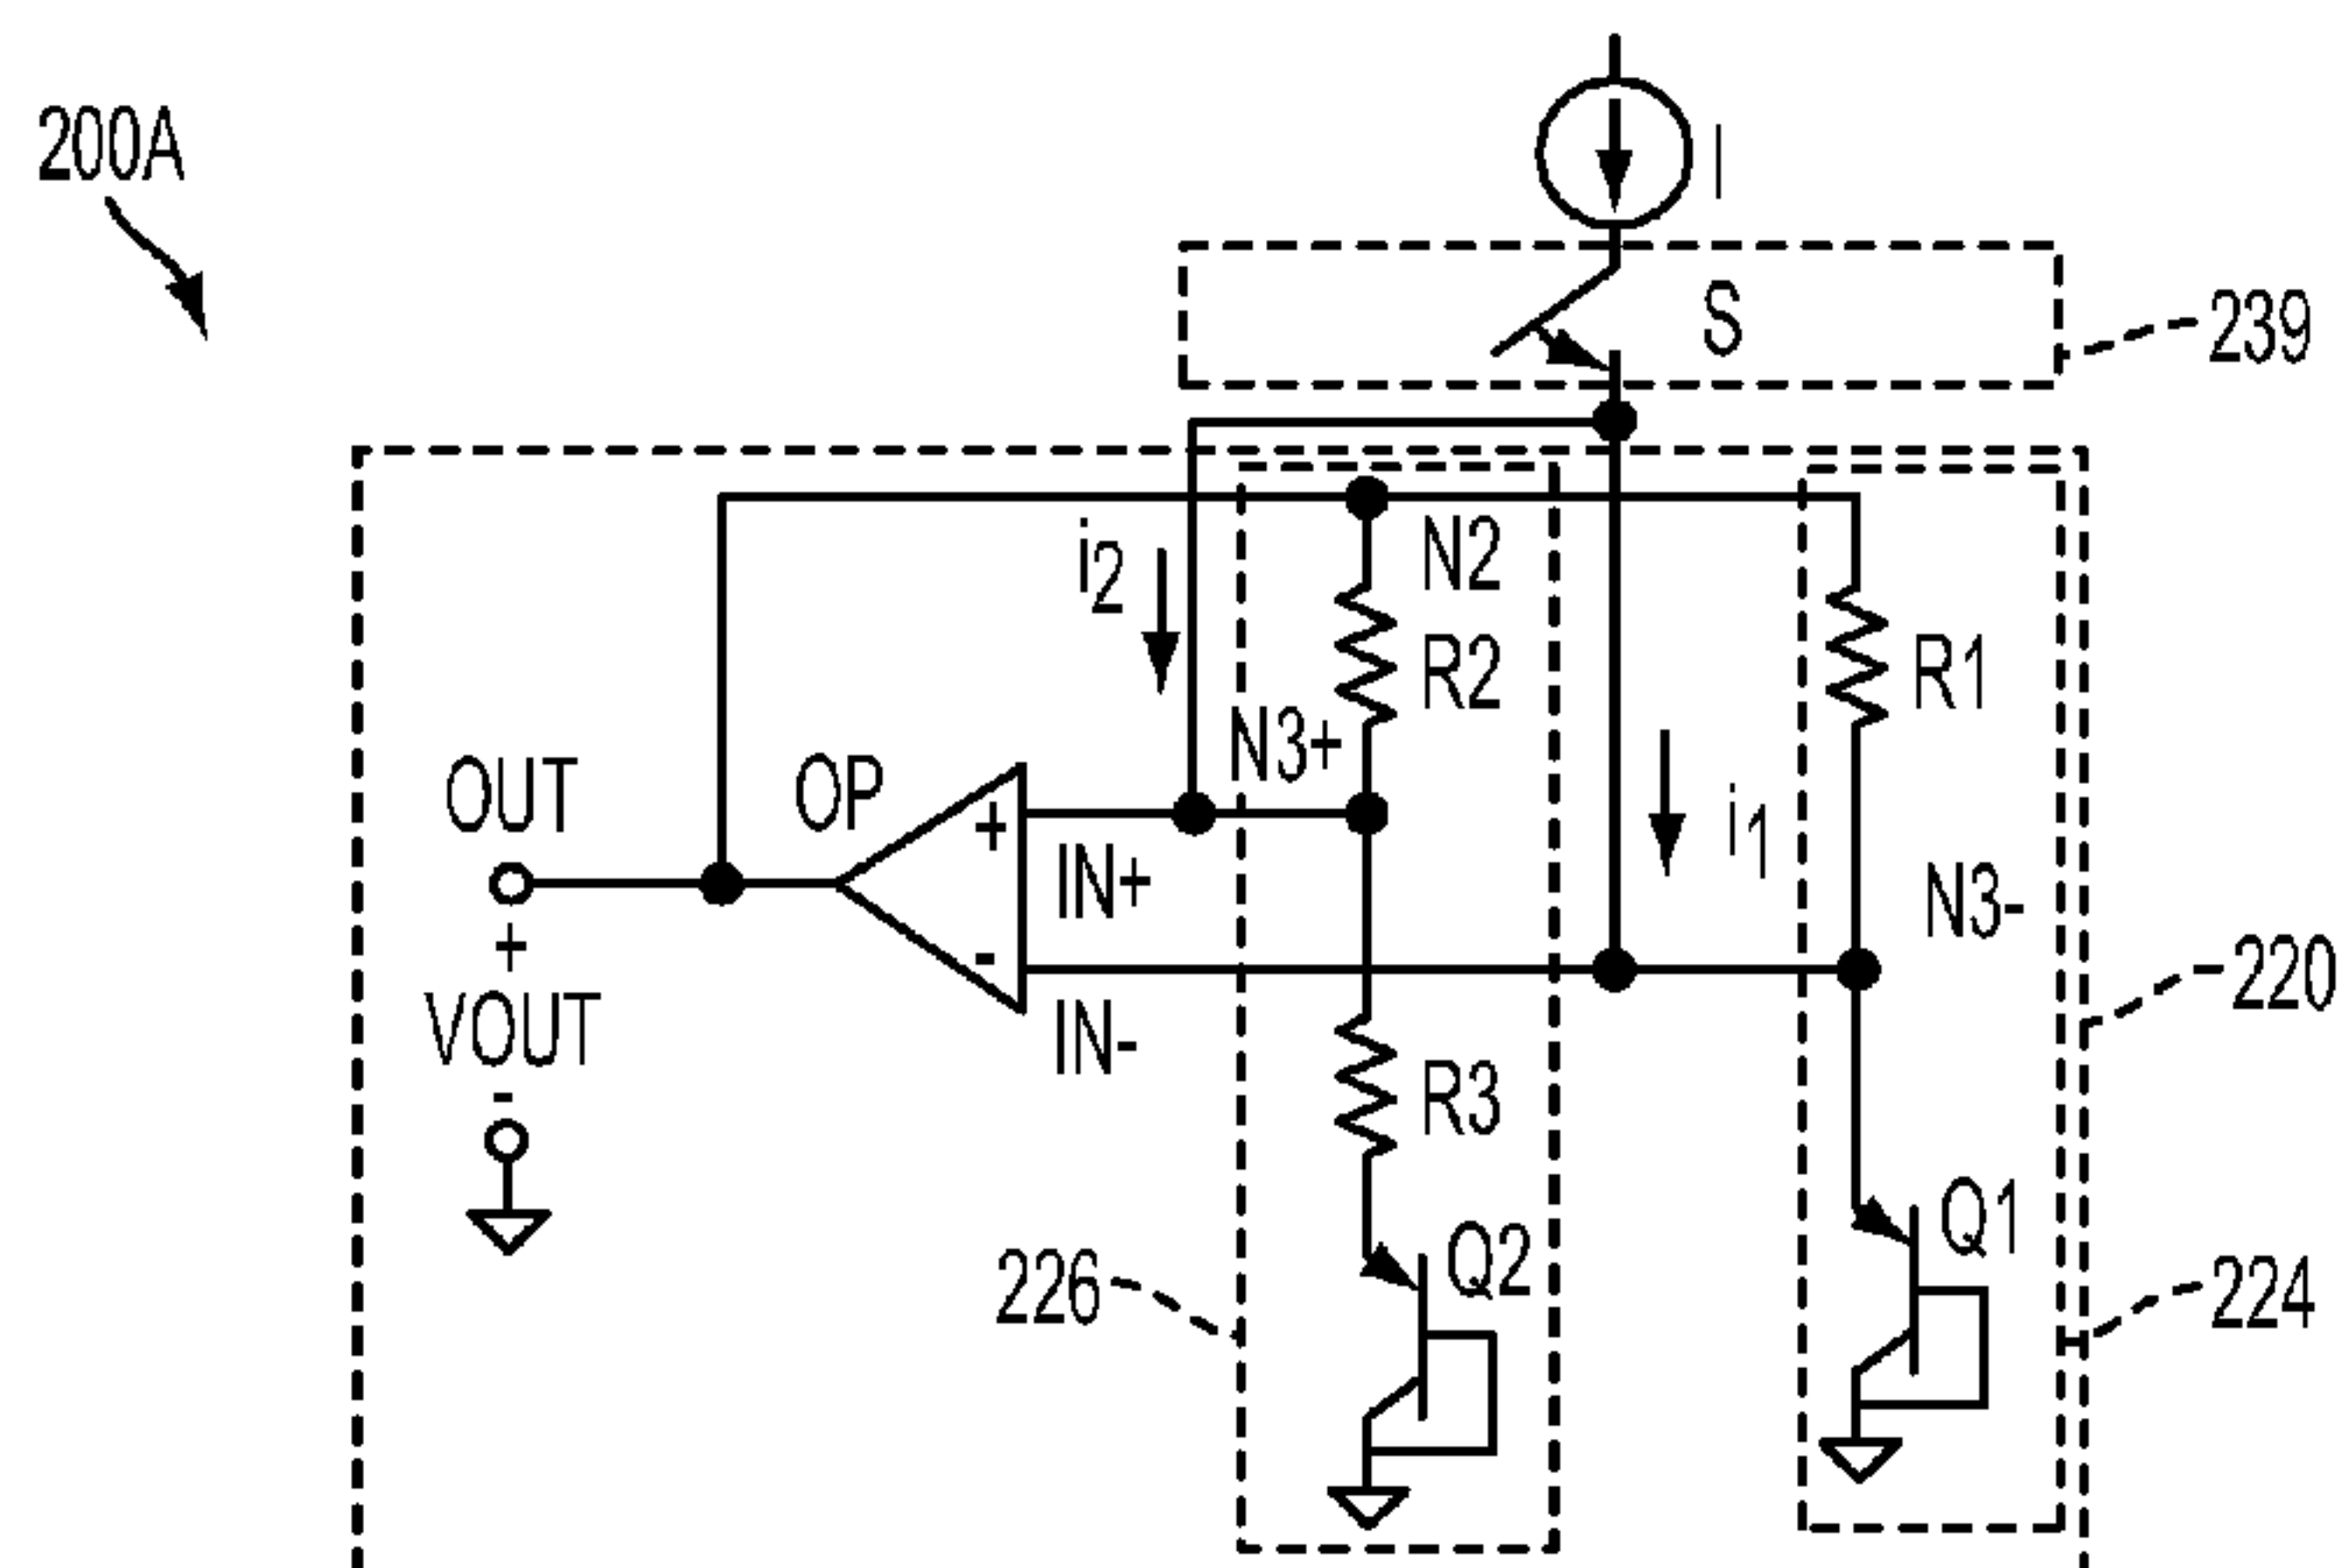 200A
I
S
239
i2
N2
R2
R1
N3+
OUT
OP
+
IN+
i1
N3-
+
-
VOUT
IN-
220
-
R3
Q1
Q2
226
224